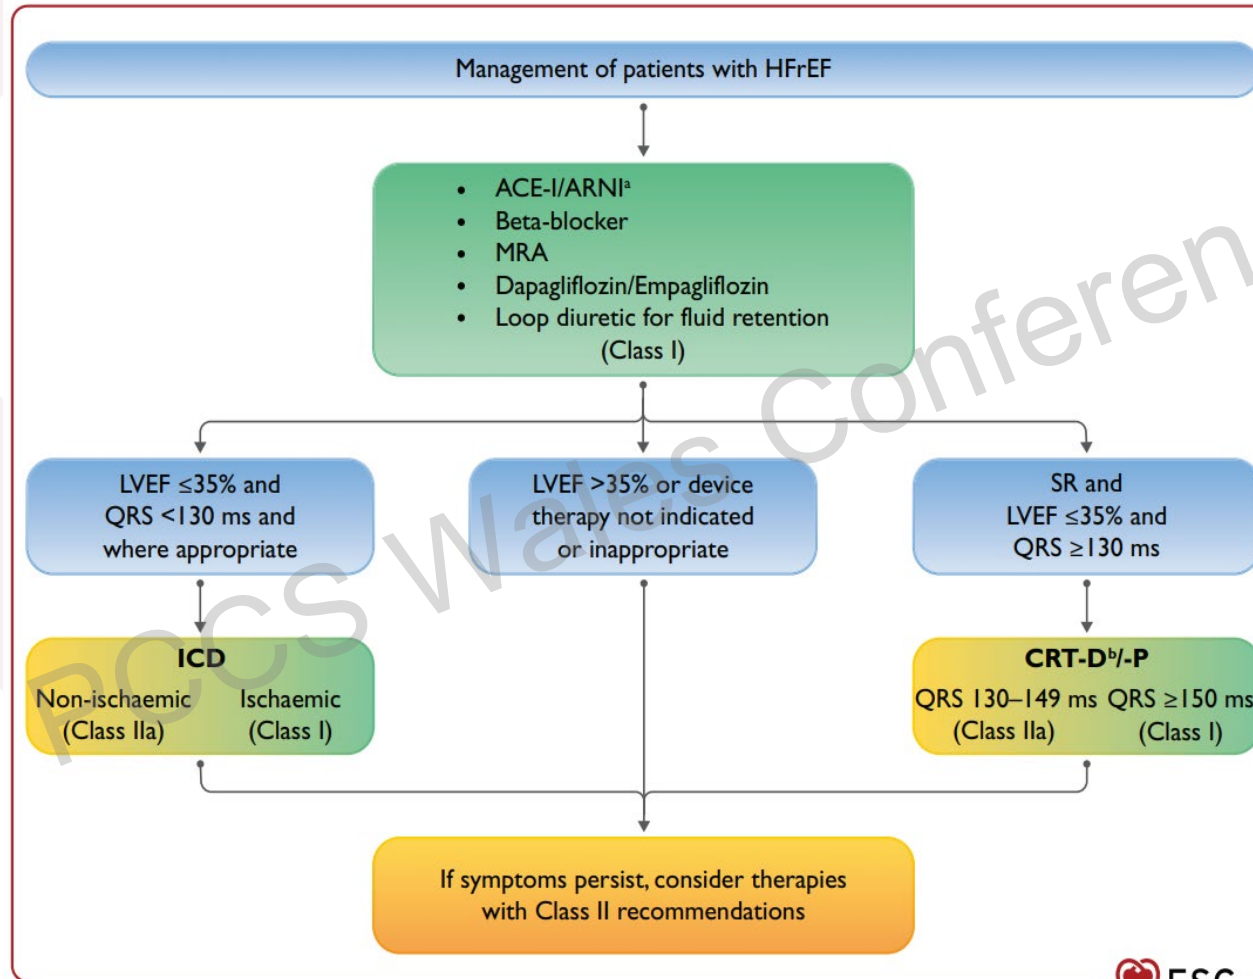 Management of patients with HFrEF
• ACE-I/ARNIᵃ
• Beta-blocker
• MRA
• Dapagliflozin/Empagliflozin
• Loop diuretic for fluid retention
(Class I)
LVEF ≤35% and
QRS <130 ms and
where appropriate
LVEF >35% or device
therapy not indicated
or inappropriate
SR and
LVEF ≤35% and
QRS ≥130 ms
ICD
Non-ischaemic
(Class IIa)
Ischaemic
(Class I)
CRT-Dᵇ/-P
QRS 130–149 ms
(Class IIa)
QRS ≥150 ms
(Class I)
If symptoms persist, consider therapies
with Class II recommendations
PCCS Wales Conferen
ESC